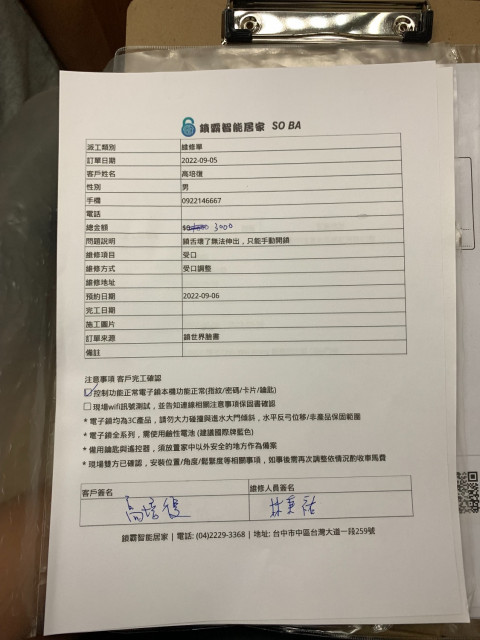 鎖霸智能居家 SO BA
派工類別 維修單
訂單日期 2022-09-05
客戶姓名 高培復
性別 男
手機 0922146667
電話
總金額 3000
問題說明 鎖舌壞了無法伸出，只能手動開鎖
維修項目 受口
維修方式 受口調整
維修地址
預約日期 2022-09-06
完工日期
施工圖片
訂單來源 鎖世界臉書
備註
注意事項 客戶完工確認
☑控制功能正常電子鎖本機功能正常(指紋/密碼/卡片/鑰匙)
☐現場wifi訊號測試，並告知連線相關注意事項保固書確認
* 電子鎖均為3C產品，請勿大力碰撞與進水大門傾斜，水平反弓位移/非產品保固範圍
* 電子鎖全系列，需使用鹼性電池 (建議國際牌藍色)
* 備用鑰匙與遙控器，須放置家中以外安全的地方作為備案
* 現場雙方已確認，安裝位置/角度/鬆緊度等相關事項，如事後需再次調整依情況酌收車馬費
客戶簽名 維修人員簽名
高培復 林秉佑
鎖霸智能居家 | 電話: (04)2229-3368 | 地址: 台中市中區台灣大道一段259號